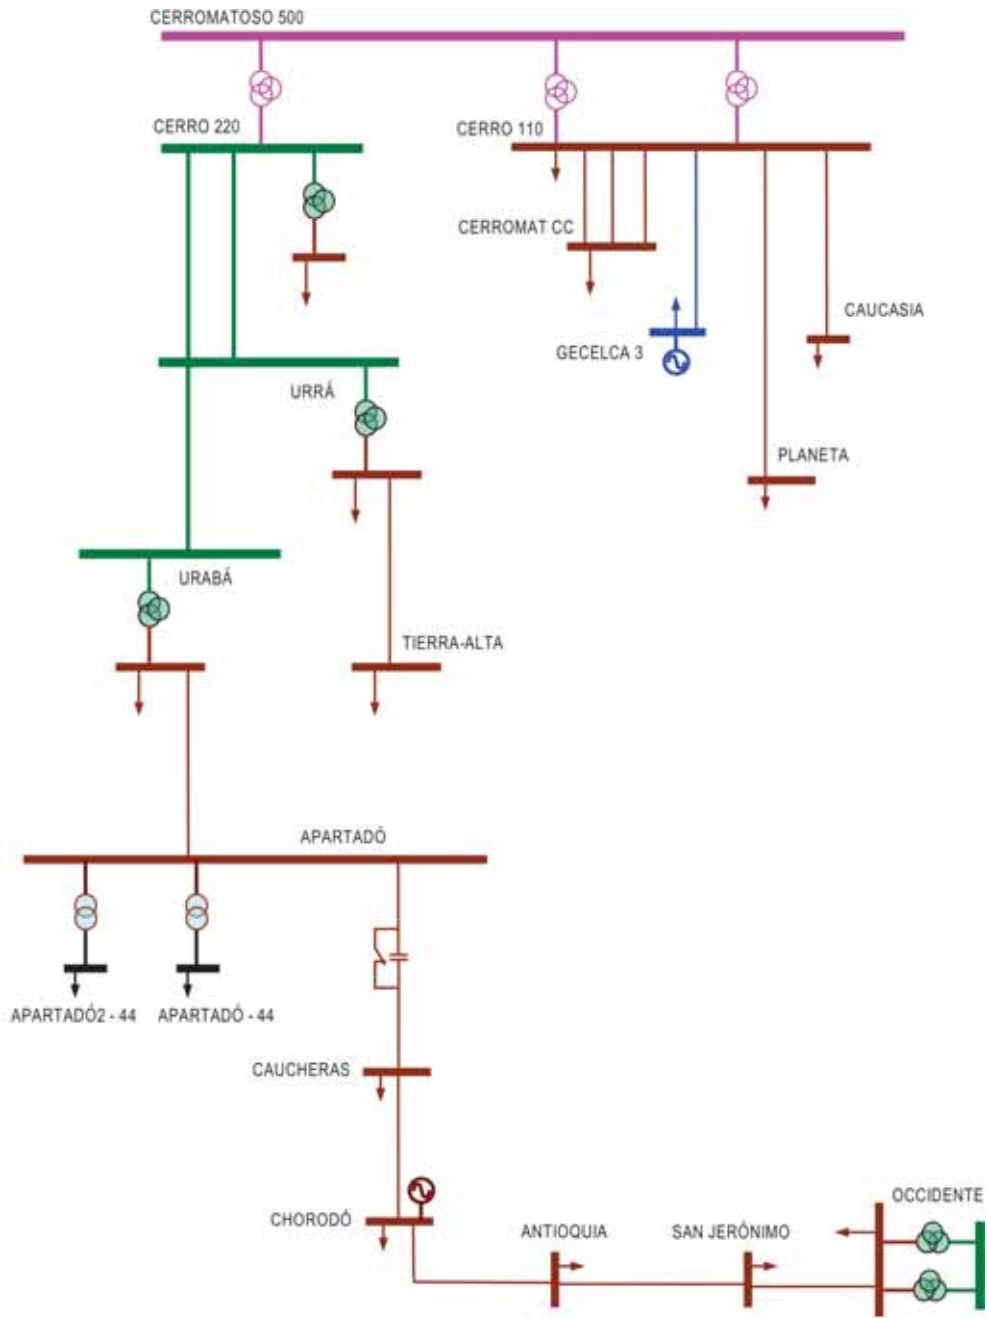 CERROMATOSO 500
CERRO 220
CERRO 110
CERROMAT CC
GECELCA 3
CAUCASIA
URRÁ
PLANETA
URABÁ
TIERRA-ALTA
APARTADÓ
APARTADÓ2 - 44
APARTADÓ - 44
CAUCHERAS
CHORODÓ
ANTIOQUIA
SAN JERÓNIMO
OCCIDENTE